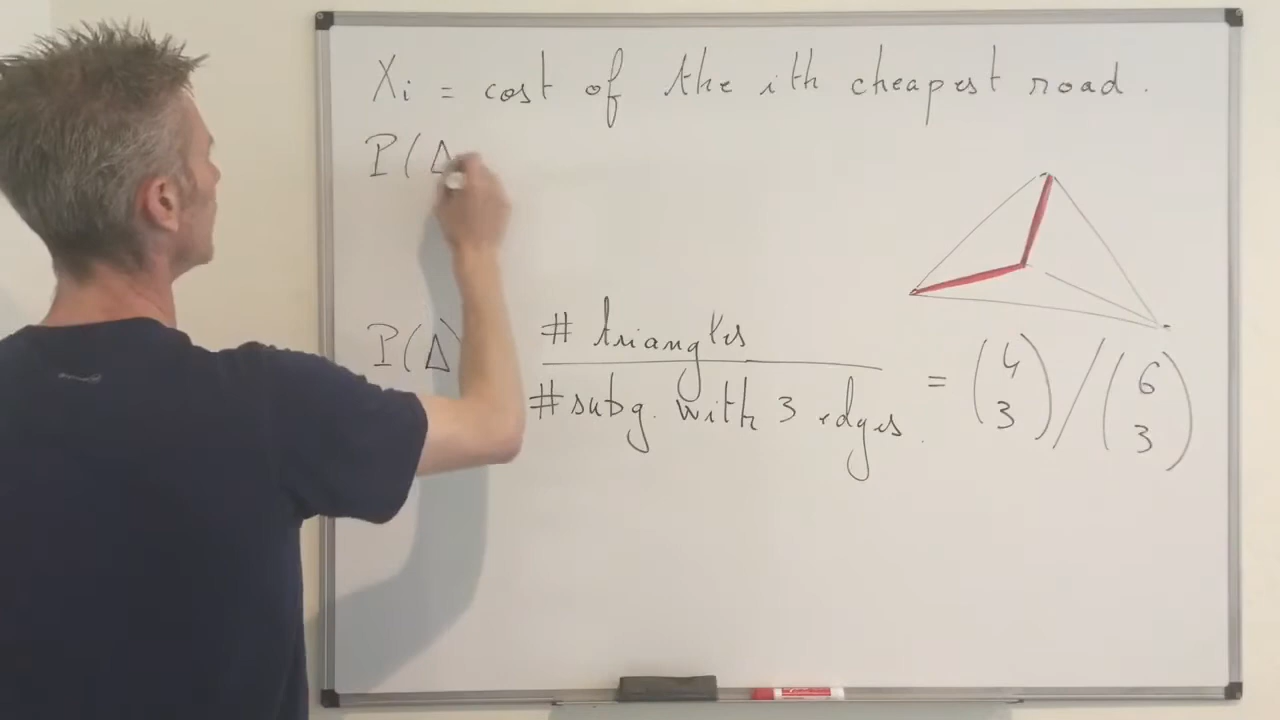 Xi = cost of the ith cheapest road.
P(Δ
P(Δ) # triangles
#subg. with 3 edges. = (4 3) / (6 3)